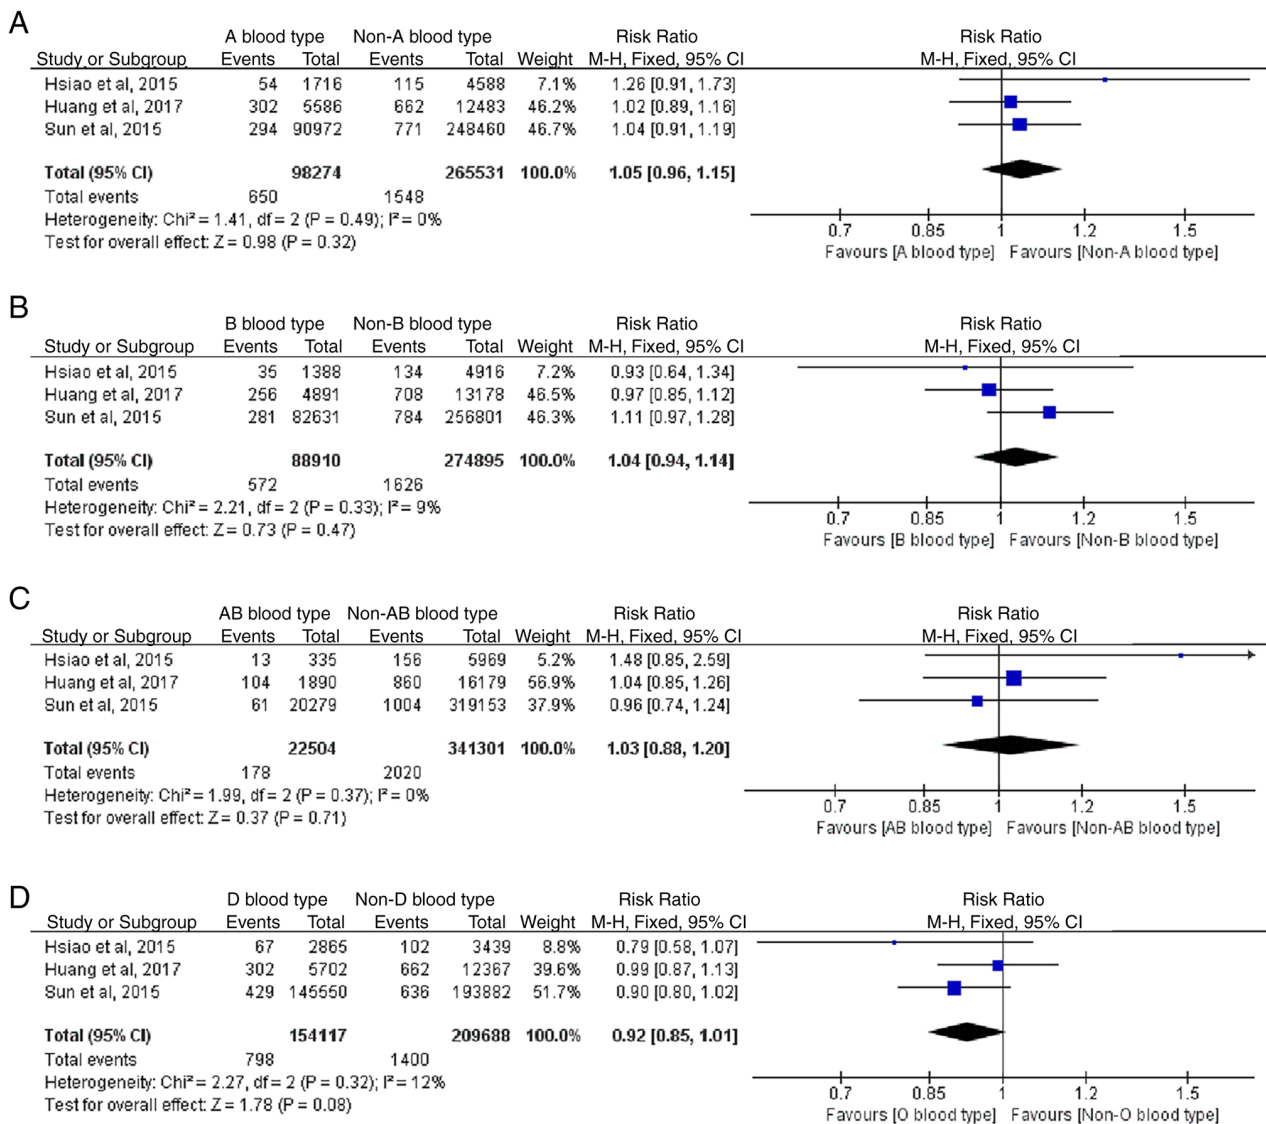 A
A blood type Non-A blood type Risk Ratio Risk Ratio
Study or Subgroup Events Total Events Total Weight M-H, Fixed, 95% CI M-H, Fixed, 95% CI
Hsiao et al, 2015 54 1716 115 4588 7.1% 1.26 [0.91, 1.73]
Huang et al, 2017 302 5586 662 12483 46.2% 1.02 [0.89, 1.16]
Sun et al, 2015 294 90972 771 248460 46.7% 1.04 [0.91, 1.19]
Total (95% CI) 98274 265531 100.0% 1.05 [0.96, 1.15]
Total events 650 1548
Heterogeneity: Chi² = 1.41, df = 2 (P = 0.49); I² = 0%
Test for overall effect: Z = 0.98 (P = 0.32)
0.7 0.85 1 1.2 1.5
Favours [A blood type] Favours [Non-A blood type]
B
B blood type Non-B blood type Risk Ratio Risk Ratio
Study or Subgroup Events Total Events Total Weight M-H, Fixed, 95% CI M-H, Fixed, 95% CI
Hsiao et al, 2015 35 1388 134 4916 7.2% 0.93 [0.64, 1.34]
Huang et al, 2017 256 4891 708 13178 46.5% 0.97 [0.85, 1.12]
Sun et al, 2015 281 82631 784 256801 46.3% 1.11 [0.97, 1.28]
Total (95% CI) 88910 274895 100.0% 1.04 [0.94, 1.14]
Total events 572 1626
Heterogeneity: Chi² = 2.21, df = 2 (P = 0.33); I² = 9%
Test for overall effect: Z = 0.73 (P = 0.47)
0.7 0.85 1 1.2 1.5
Favours [B blood type] Favours [Non-B blood type]
C
AB blood type Non-AB blood type Risk Ratio Risk Ratio
Study or Subgroup Events Total Events Total Weight M-H, Fixed, 95% CI M-H, Fixed, 95% CI
Hsiao et al, 2015 13 335 156 5969 5.2% 1.48 [0.85, 2.59]
Huang et al, 2017 104 1890 860 16179 56.9% 1.04 [0.85, 1.26]
Sun et al, 2015 61 20279 1004 319153 37.9% 0.96 [0.74, 1.24]
Total (95% CI) 22504 341301 100.0% 1.03 [0.88, 1.20]
Total events 178 2020
Heterogeneity: Chi² = 1.99, df = 2 (P = 0.37); I² = 0%
Test for overall effect: Z = 0.37 (P = 0.71)
0.7 0.85 1 1.2 1.5
Favours [AB blood type] Favours [Non-AB blood type]
D
D blood type Non-D blood type Risk Ratio Risk Ratio
Study or Subgroup Events Total Events Total Weight M-H, Fixed, 95% CI M-H, Fixed, 95% CI
Hsiao et al, 2015 67 2865 102 3439 8.8% 0.79 [0.58, 1.07]
Huang et al, 2017 302 5702 662 12367 39.6% 0.99 [0.87, 1.13]
Sun et al, 2015 429 145550 636 193882 51.7% 0.90 [0.80, 1.02]
Total (95% CI) 154117 209688 100.0% 0.92 [0.85, 1.01]
Total events 798 1400
Heterogeneity: Chi² = 2.27, df = 2 (P = 0.32); I² = 12%
Test for overall effect: Z = 1.78 (P = 0.08)
0.7 0.85 1 1.2 1.5
Favours [O blood type] Favours [Non-O blood type]